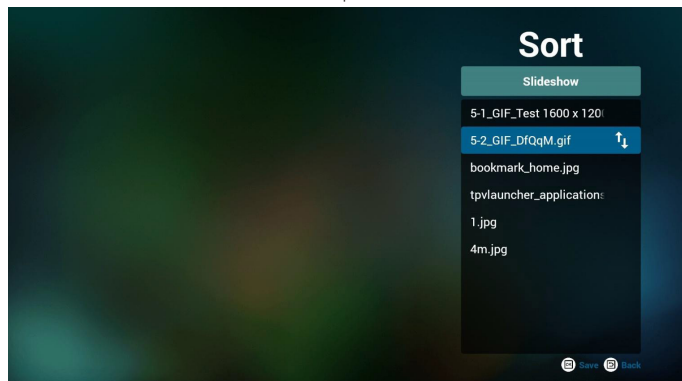 Sort
Slideshow
5-1_GIF_Test 1600 x 120
5-2_GIF_DfQqM.gif
bookmark_home.jpg
tpvlauncher_applications
1.jpg
4m.jpg
Save Back